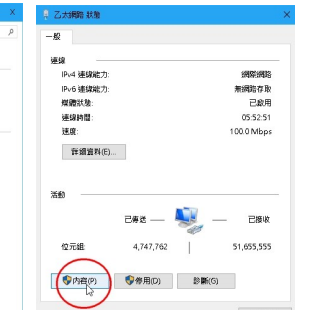 乙太網路 狀態
一般
連線
IPv4 連線能力: 網際網路
IPv6 連線能力: 無網路存取
媒體狀態: 已啟用
連線時間: 05:52:51
速度: 100.0 Mbps
詳細資料(E)...
活動
已傳送 已接收
位元組: 4,747,762 51,655,555
內容(P) 停用(D) 診斷(G)